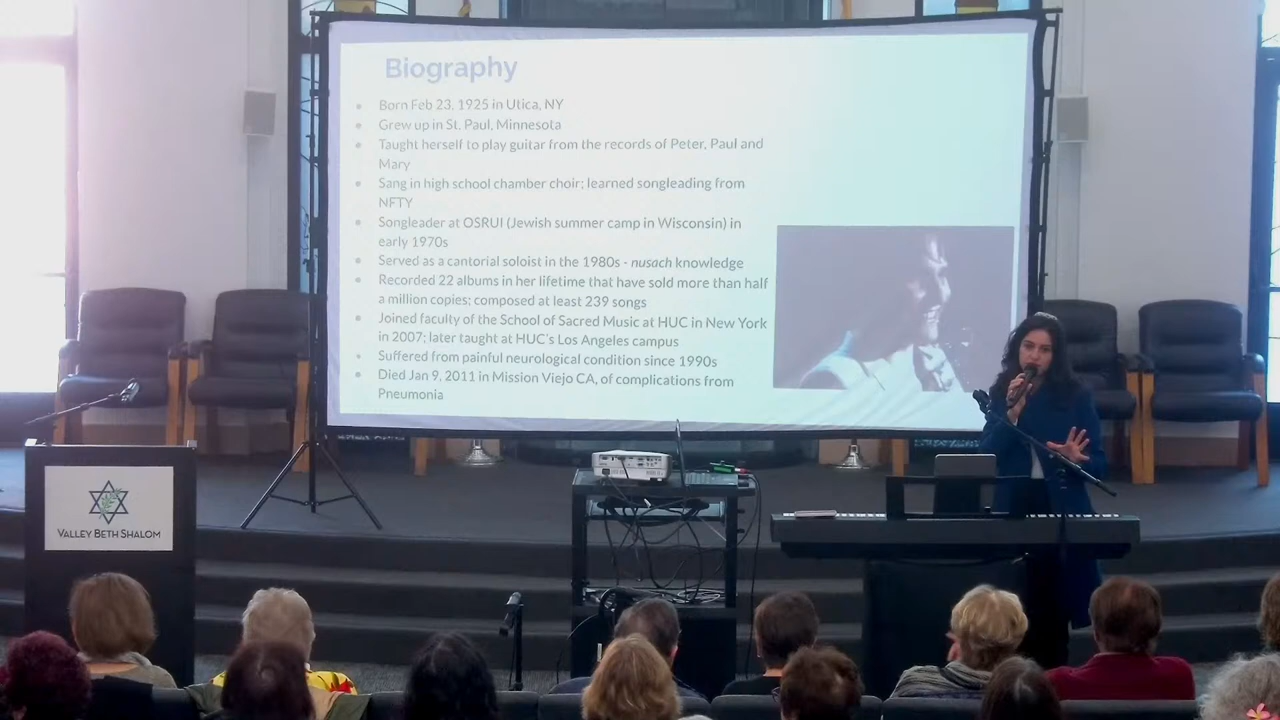 Biography
Born Feb 23, 1925 in Utica, NY
Grew up in St. Paul, Minnesota
Taught herself to play guitar from the records of Peter, Paul and
Mary
Sang in high school chamber choir; learned songleading from
NFTY
Songleader at OSRUI (Jewish summer camp in Wisconsin) in
early 1970s
Served as a cantorial soloist in the 1980s - nusach knowledge
Recorded 22 albums in her lifetime that have sold more than half
a million copies; composed at least 239 songs
Joined faculty of the School of Sacred Music at HUC in New York
in 2007; later taught at HUC's Los Angeles campus
Suffered from painful neurological condition since 1990s
Died Jan 9, 2011 in Mission Viejo CA, of complications from
Pneumonia
VALLEY BETH SHALOM